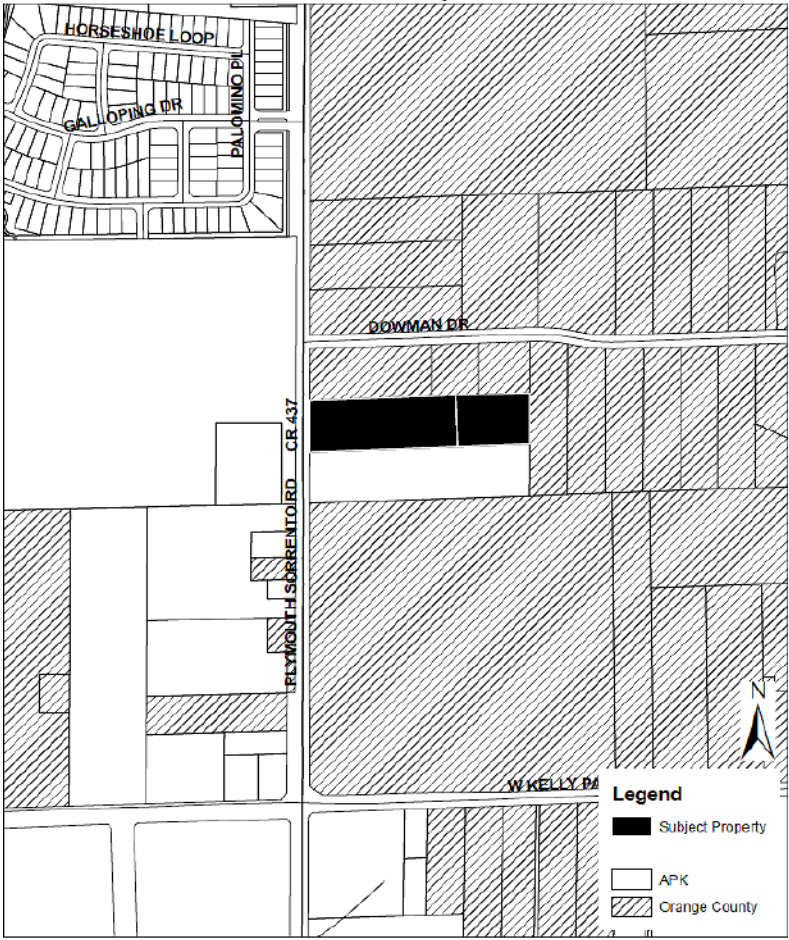 HORSESHOE LOOP
PALOMINO PL
GALLOPING DR
DOWMAN DR
PLYMOUTH SORRENTO RD CR 437
N
W KELLY PA
Legend
Subject Property
APK
Orange County